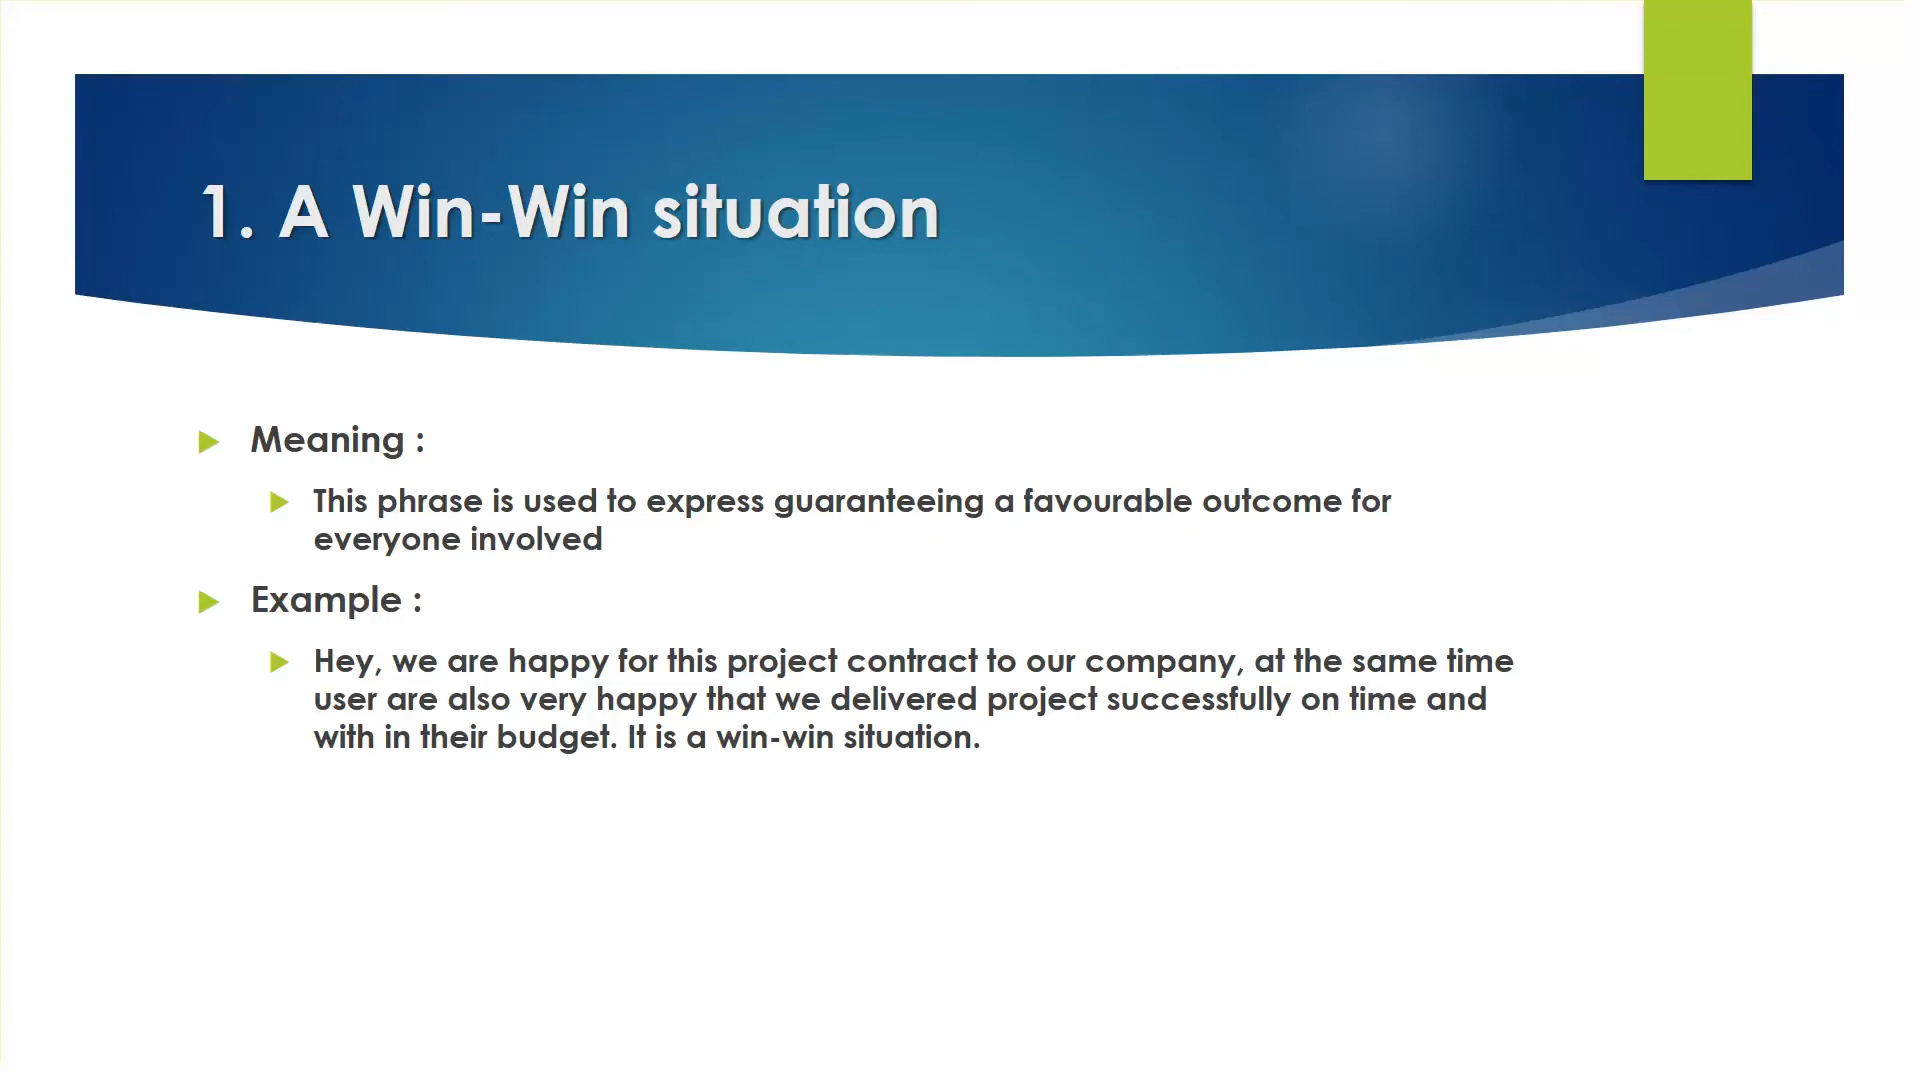 1. A Win-Win situation
Meaning :
This phrase is used to express guaranteeing a favourable outcome for
everyone involved
Example :
Hey, we are happy for this project contract to our company, at the same time
user are also very happy that we delivered project successfully on time and
with in their budget. It is a win-win situation.